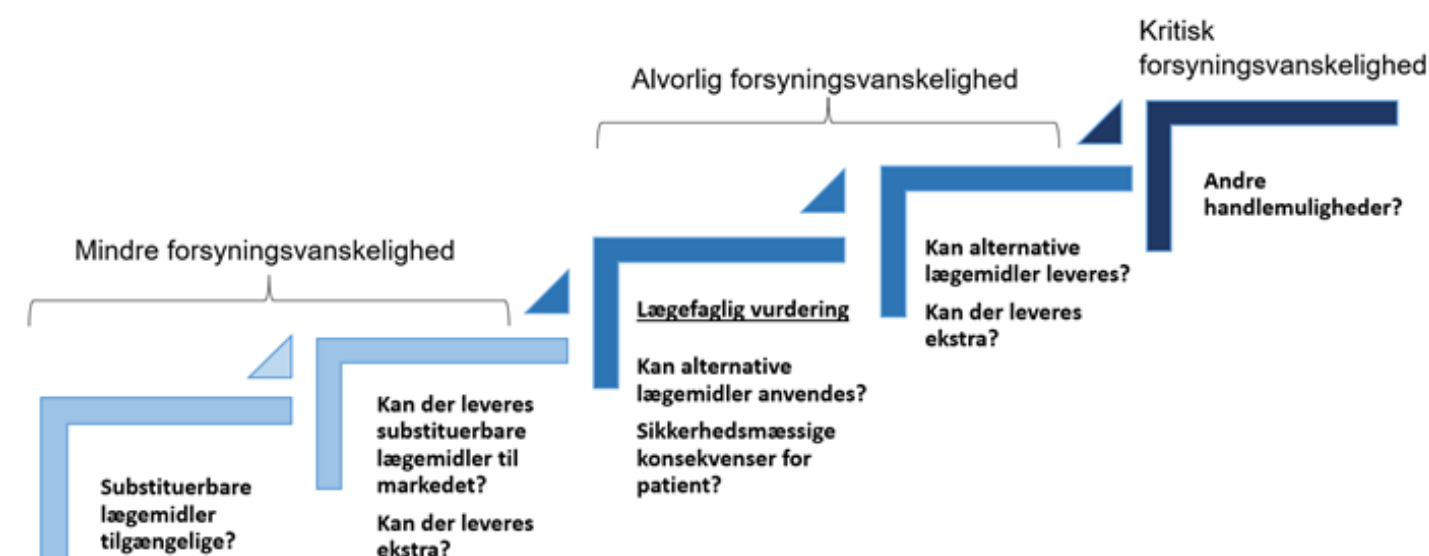 Mindre forsyningsvanskelighed
Substituerbare
lægemidler
tilgængelige?
Kan der leveres
substituerbare
lægemidler til
markedet?
Kan der leveres
ekstra?
Alvorlig forsyningsvanskelighed
Lægefaglig vurdering
Kan alternative
lægemidler anvendes?
Sikkerhedsmæssige
konsekvenser for
patient?
Kan alternative
lægemidler leveres?
Kan der leveres
ekstra?
Kritisk
forsyningsvanskelighed
Andre
handlemuligheder?